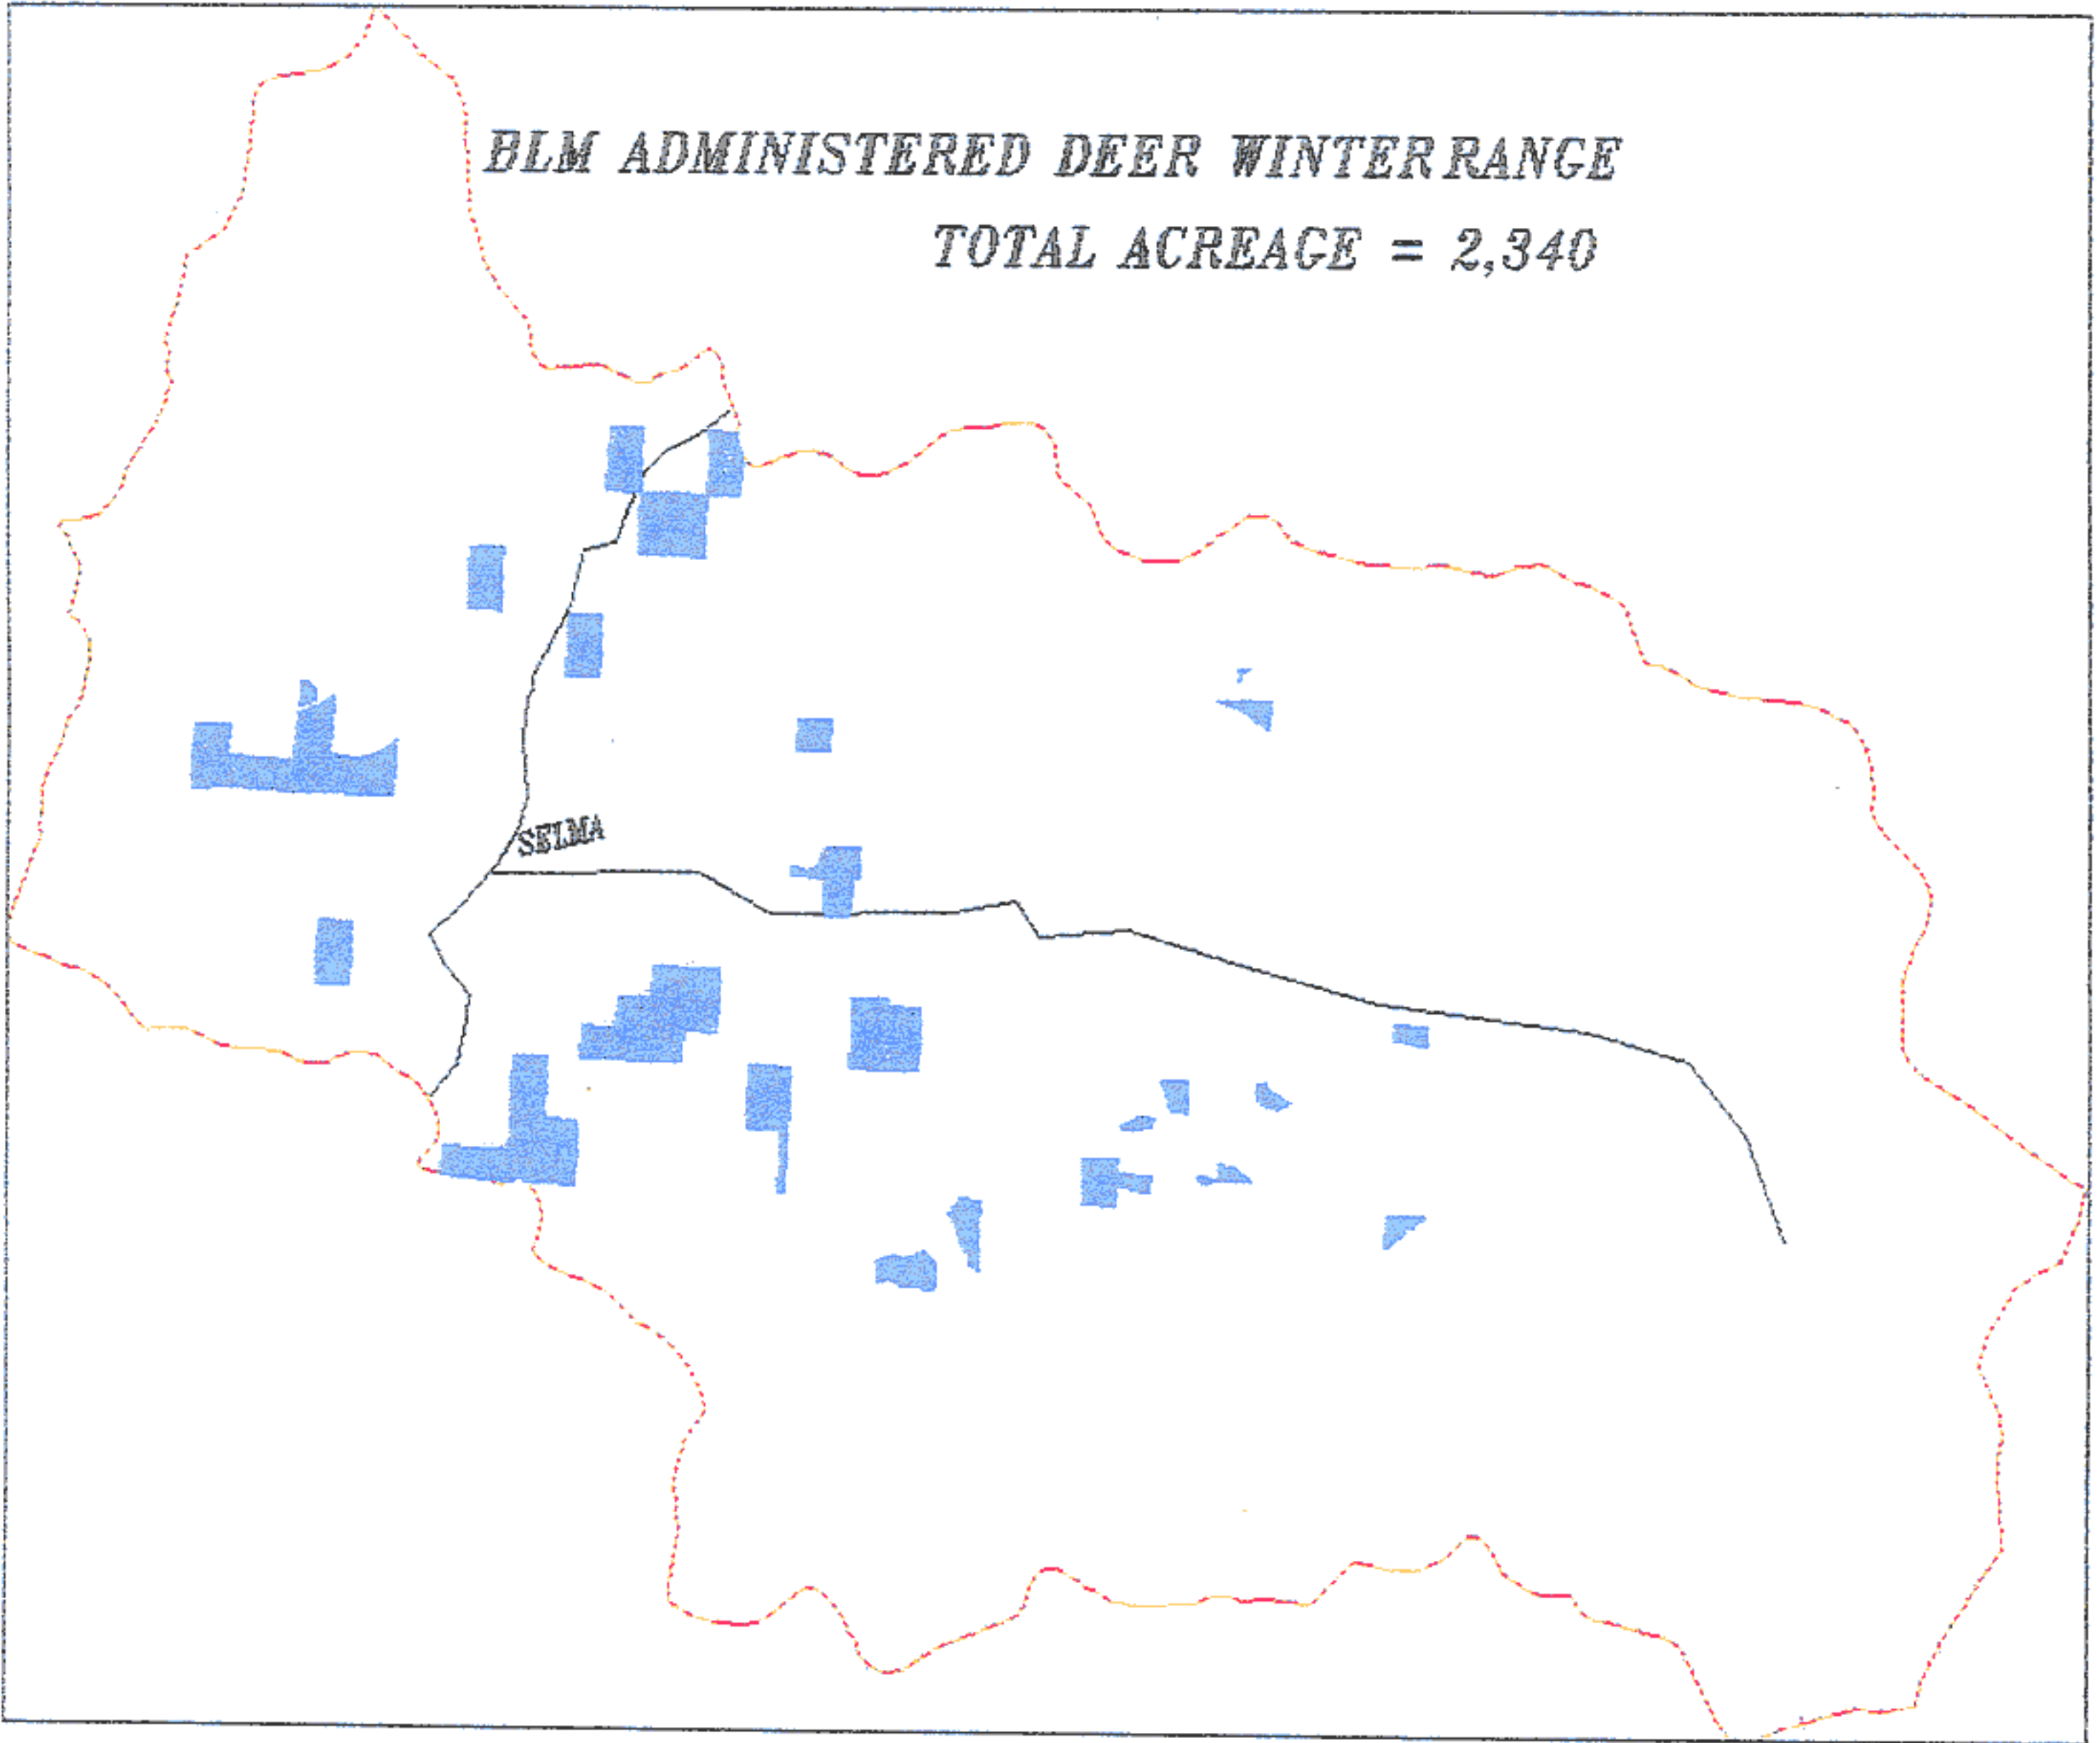 BLM ADMINISTERED DEER WINTER RANGE
TOTAL ACREAGE = 2,340
SELMA